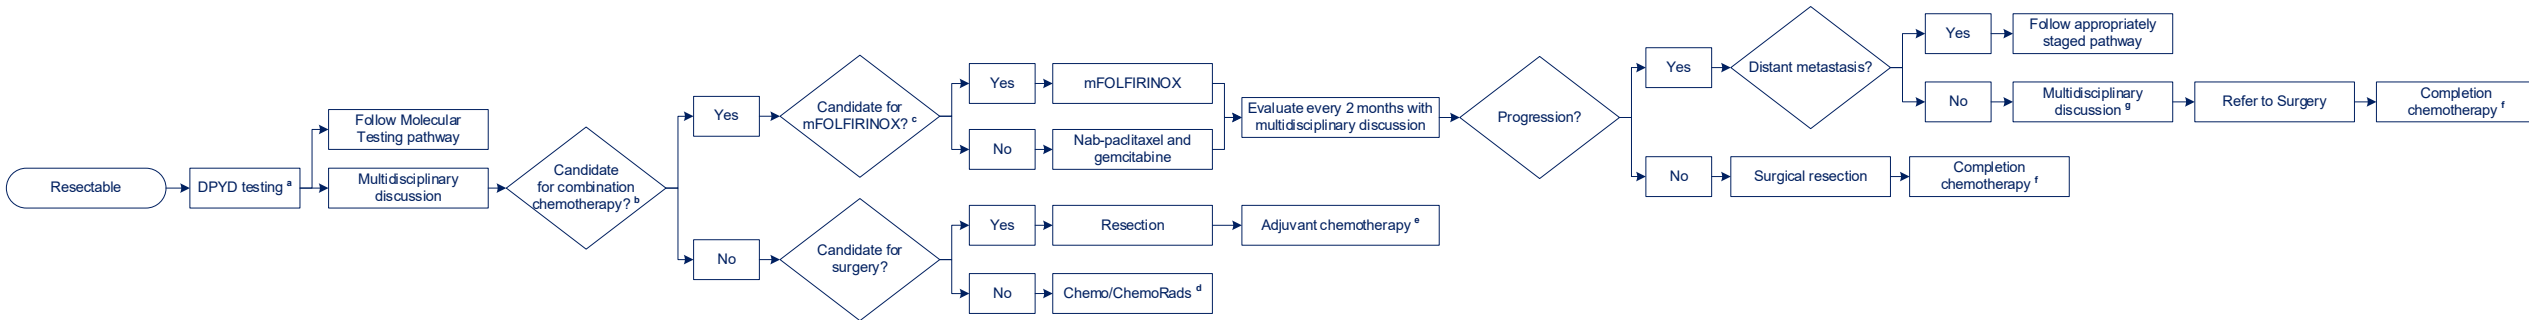 Resectable
DPYD testing a
Follow Molecular
Testing pathway
Multidisciplinary
discussion
Candidate
for combination
chemotherapy? b
Yes
Candidate for
mFOLFIRINOX? c
Yes
mFOLFIRINOX
No
Nab-paclitaxel and
gemcitabine
Evaluate every 2 months with
multidisciplinary discussion
Progression?
Yes
Distant metastasis?
Yes
Follow appropriately
staged pathway
No
Multidisciplinary
discussion g
Refer to Surgery
Completion
chemotherapy f
No
Surgical resection
Completion
chemotherapy f
No
Candidate for
surgery?
Yes
Resection
Adjuvant chemotherapy e
No
Chemo/ChemoRads d